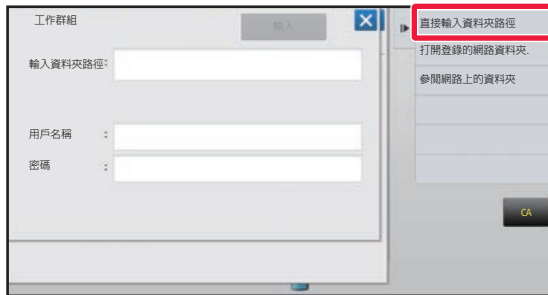 工作群組
輸入
輸入資料夾路徑:
用戶名稱 :
密碼 :
直接輸入資料夾路徑
打開登錄的網路資料夾.
參閱網路上的資料夾
CA